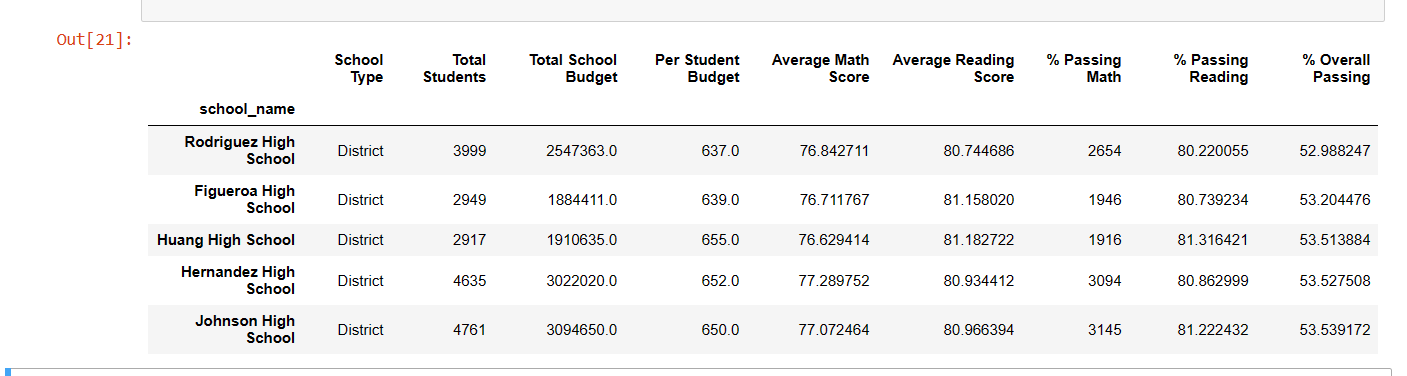 Out[21]:
School Type Total Students Total School Budget Per Student Budget Average Math Score Average Reading Score % Passing Math % Passing Reading % Overall Passing
school_name
Rodriguez High School District 3999 2547363.0 637.0 76.842711 80.744686 2654 80.220055 52.988247
Figueroa High School District 2949 1884411.0 639.0 76.711767 81.158020 1946 80.739234 53.204476
Huang High School District 2917 1910635.0 655.0 76.629414 81.182722 1916 81.316421 53.513884
Hernandez High School District 4635 3022020.0 652.0 77.289752 80.934412 3094 80.862999 53.527508
Johnson High School District 4761 3094650.0 650.0 77.072464 80.966394 3145 81.222432 53.539172